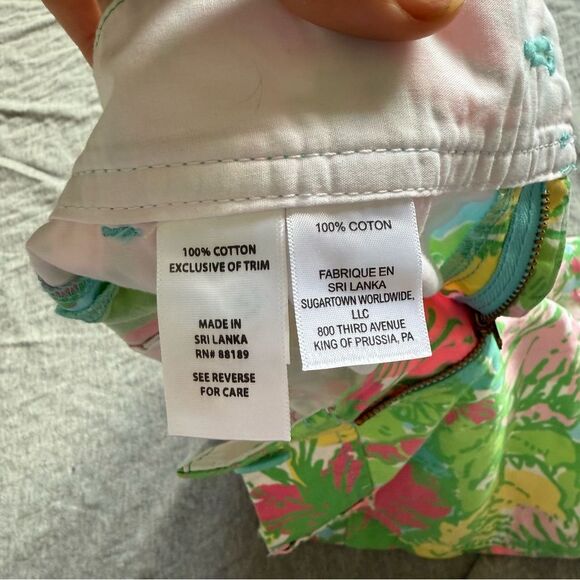 100% COTTON
EXCLUSIVE OF TRIM
MADE IN
SRI LANKA
RN# 88189
SEE REVERSE
FOR CARE
100% COTON
FABRIQUE EN
SRI LANKA
SUGARTOWN WORLDWIDE,
LLC
800 THIRD AVENUE
KING OF PRUSSIA, PA